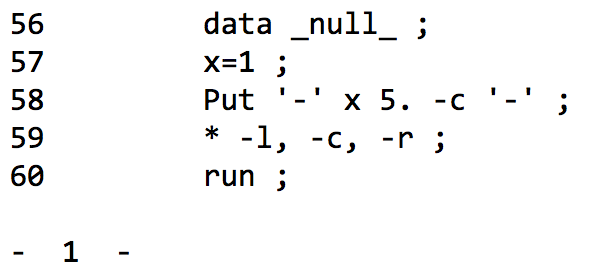 56 data _null_ ;
57 x=1 ;
58 Put '-' x 5. -c '-' ;
59 * -l, -c, -r ;
60 run ;
-  1  -